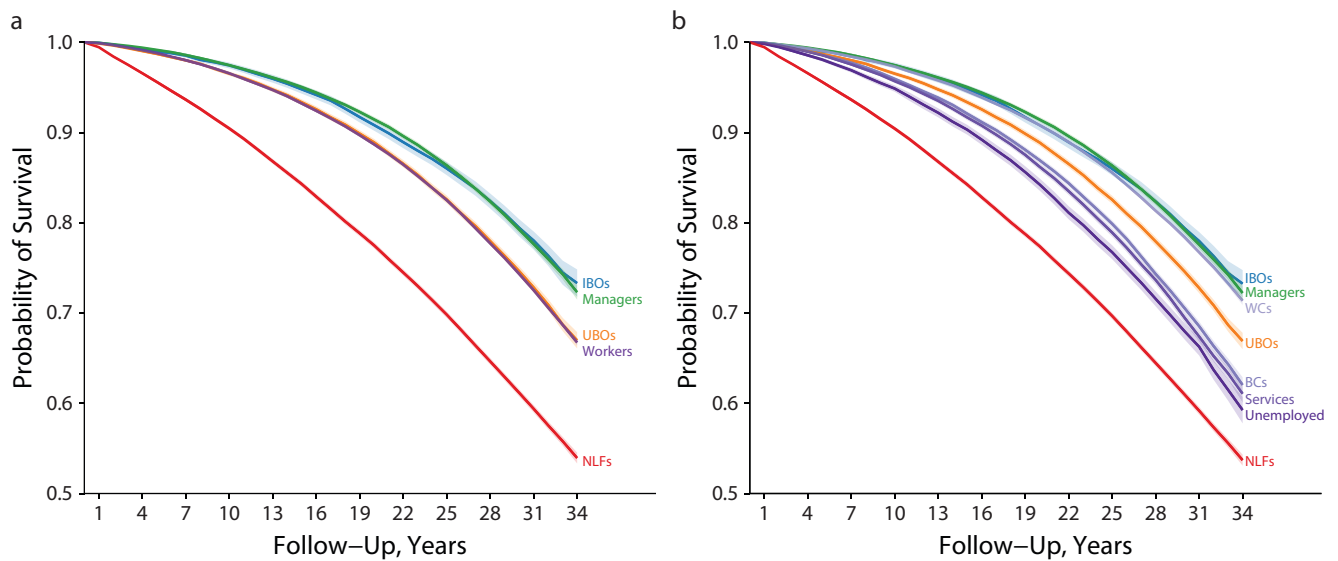 a
Probability of Survival
1.0
0.9
0.8
0.7
0.6
0.5
IBOs
Managers
UBOs
Workers
NLFs
1 4 7 10 13 16 19 22 25 28 31 34
Follow−Up, Years
b
Probability of Survival
1.0
0.9
0.8
0.7
0.6
0.5
IBOs
Managers
WCs
UBOs
BCs
Services
Unemployed
NLFs
1 4 7 10 13 16 19 22 25 28 31 34
Follow−Up, Years